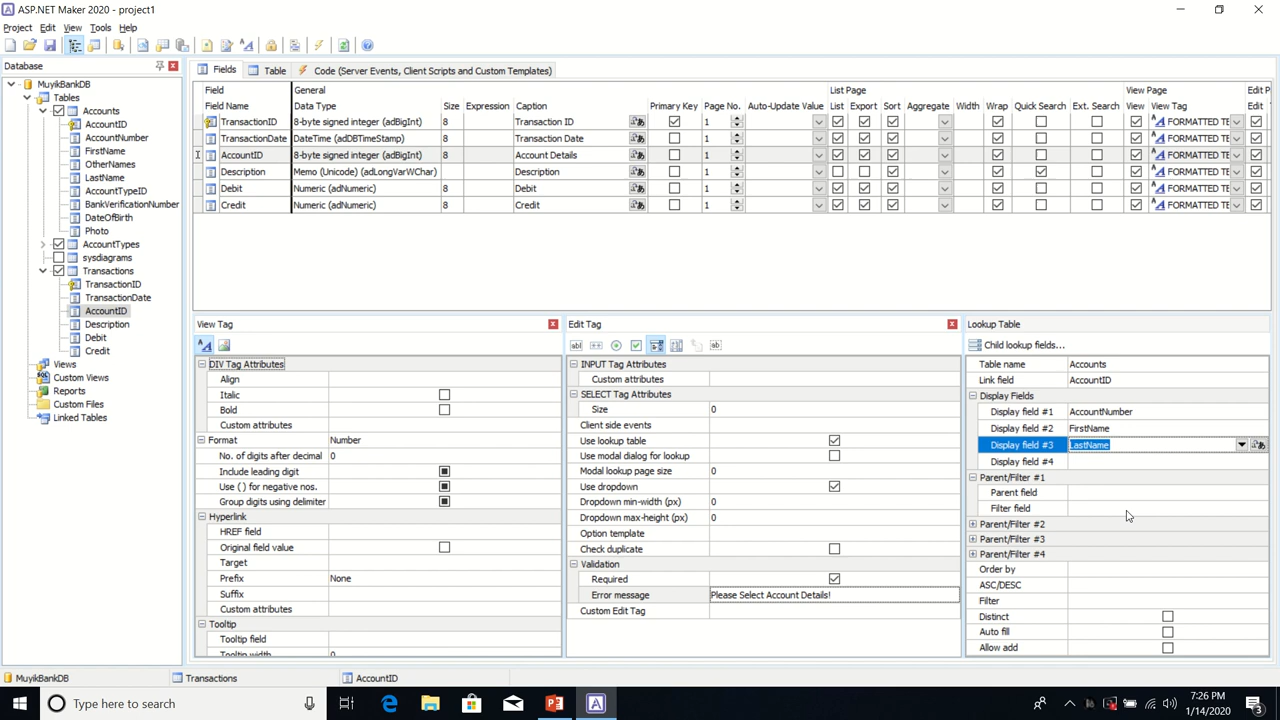 ASP.NET Maker 2020 - project1
Project Edit View Tools Help
Database
MuyikBankDB
Tables
Accounts
AccountID
AccountNumber
FirstName
OtherNames
LastName
AccountTypeID
BankVerificationNumber
DateOfBirth
Photo
AccountTypes
sysdiagrams
Transactions
TransactionID
TransactionDate
AccountID
Description
Debit
Credit
Views
Custom Views
Reports
Custom Files
Linked Tables
Fields Table Code (Server Events, Client Scripts and Custom Templates)
Field General List Page View Page Edit P
Field Name Data Type Size Expression Caption Primary Key Page No. Auto-Update Value List Export Sort Aggregate Width Wrap Quick Search Ext. Search View View Tag Edit
TransactionID 8-byte signed integer (adBigInt) 8 Transaction ID 1 FORMATTED TE
TransactionDate DateTime (adDBTimeStamp) 8 Transaction Date 1 FORMATTED TE
AccountID 8-byte signed integer (adBigInt) 8 Account Details 1 FORMATTED TE
Description Memo (Unicode) (adLongVarWChar) 8 Description 1 FORMATTED TE
Debit Numeric (adNumeric) 8 Debit 1 FORMATTED TE
Credit Numeric (adNumeric) 8 Credit 1 FORMATTED TE
View Tag
DIV Tag Attributes
Align
Italic
Bold
Custom attributes
Format Number
No. of digits after decimal 0
Include leading digit
Use ( ) for negative nos.
Group digits using delimiter
Hyperlink
HREF field
Original field value
Target
Prefix None
Suffix
Custom attributes
Tooltip
Tooltip field
Tooltip width 0
Edit Tag
INPUT Tag Attributes
Custom attributes
SELECT Tag Attributes
Size 0
Client side events
Use lookup table
Use modal dialog for lookup
Modal lookup page size 0
Use dropdown
Dropdown min-width (px) 0
Dropdown max-height (px) 0
Option template
Check duplicate
Validation
Required
Error message Please Select Account Details!
Custom Edit Tag
Lookup Table
Child lookup fields...
Table name Accounts
Link field AccountID
Display Fields
Display field #1 AccountNumber
Display field #2 FirstName
Display field #3 LastName
Display field #4
Parent/Filter #1
Parent field
Filter field
Parent/Filter #2
Parent/Filter #3
Parent/Filter #4
Order by
ASC/DESC
Filter
Distinct
Auto fill
Allow add
MuyikBankDB Transactions AccountID
Type here to search
7:26 PM
1/14/2020
3